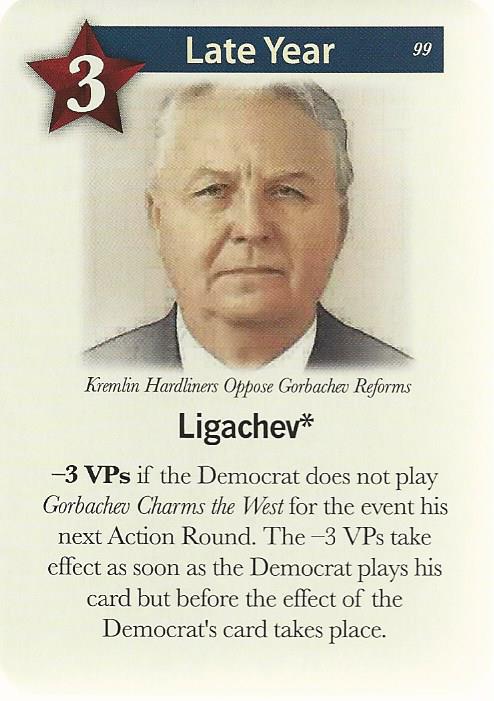 Late Year 99
3
Kremlin Hardliners Oppose Gorbachev Reforms
Ligachev*
–3 VPs if the Democrat does not play
Gorbachev Charms the West for the event his
next Action Round. The –3 VPs take
effect as soon as the Democrat plays his
card but before the effect of the
Democrat's card takes place.